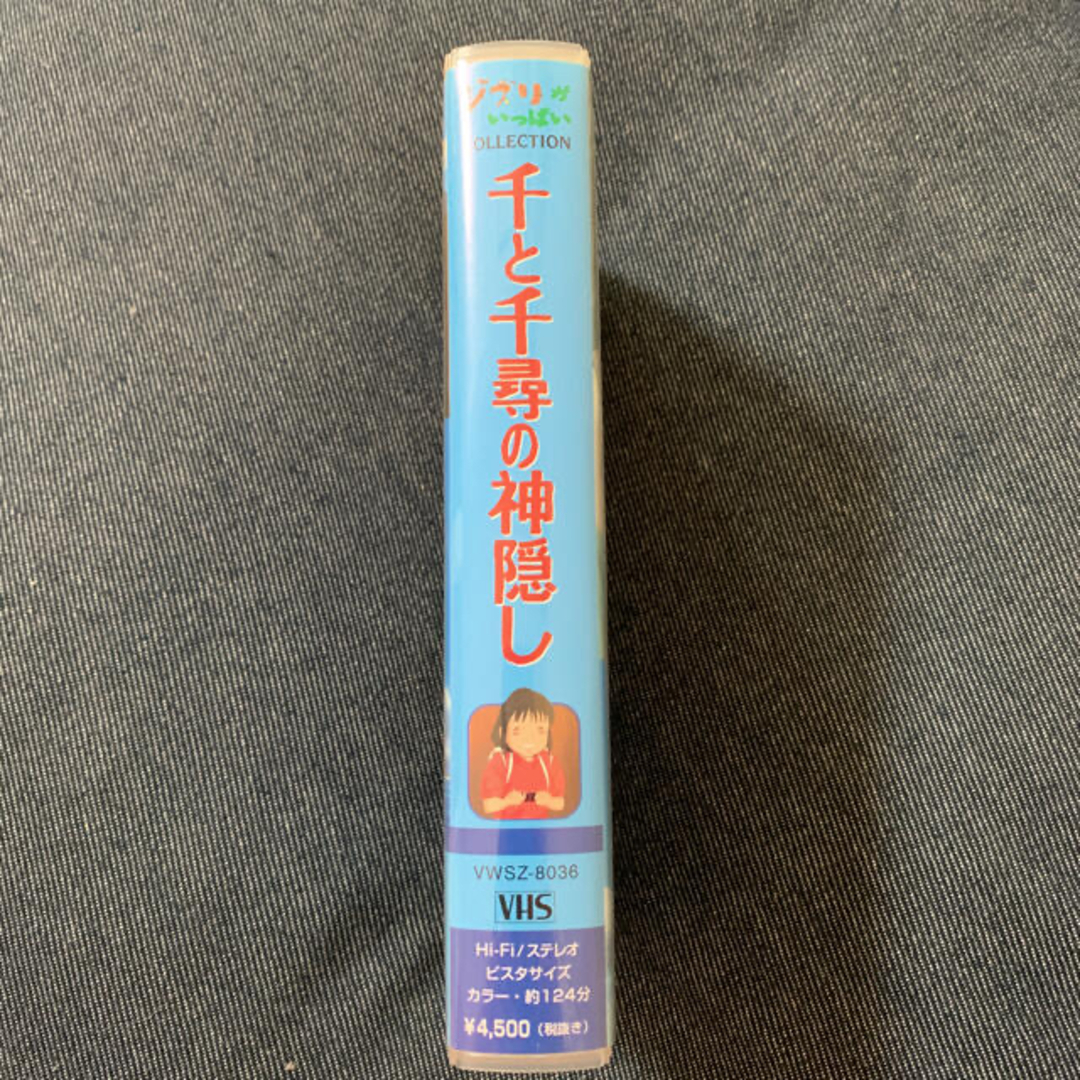 ジブリが
いっぱい
OLLECTION
千と千尋の神隠し
VWSZ-8036
VHS
Hi-Fi/ステレオ
ビスタサイズ
カラー・約124分
¥4,500(税抜き)